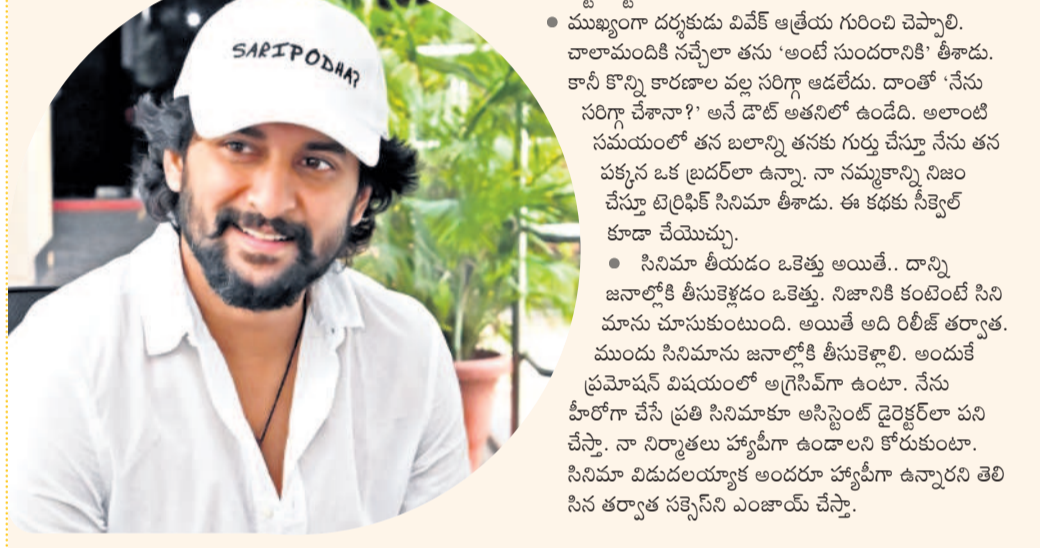 SARIPODHA?
• ముఖ్యంగా దర్శకుడు వివేక్ ఆత్రేయ గురించి చెప్పాలి.
చాలామందికి నచ్చేలా తను ‘అంటే సుందరానికి’ తీశాడు.
కానీ కొన్ని కారణాల వల్ల సరిగ్గా ఆడలేదు. దాంతో ‘నేను
సరిగ్గా చేశానా?’ అనే డౌట్ అతనిలో ఉండేది. అలాంటి
సమయంలో తన బలాన్ని తనకు గుర్తు చేస్తూ నేను తన
పక్కన ఒక బ్రదర్‌లా ఉన్నా. నా నమ్మకాన్ని నిజం
చేస్తూ టెర్రిఫిక్ సినిమా తీశాడు. ఈ కథకు సీక్వెల్
కూడా చేయొచ్చు.
• సినిమా తీయడం ఒకెత్తు అయితే.. దాన్ని
జనాల్లోకి తీసుకెళ్లడం ఒకెత్తు. నిజానికి కంటెంటే సిని
మాను చూసుకుంటుంది. అయితే అది రిలీజ్ తర్వాత.
ముందు సినిమాను జనాల్లోకి తీసుకెళ్లాలి. అందుకే
ప్రమోషన్ విషయంలో అగ్రెసివ్‌గా ఉంటా. నేను
హీరోగా చేసే ప్రతి సినిమాకూ అసిస్టెంట్ డైరెక్టర్‌లా పని
చేస్తా. నా నిర్మాతలు హ్యాపీగా ఉండాలని కోరుకుంటా.
సినిమా విడుదలయ్యాక అందరూ హ్యాపీగా ఉన్నారని తెలి
సిన తర్వాత సక్సెస్‌ని ఎంజాయ్ చేస్తా.